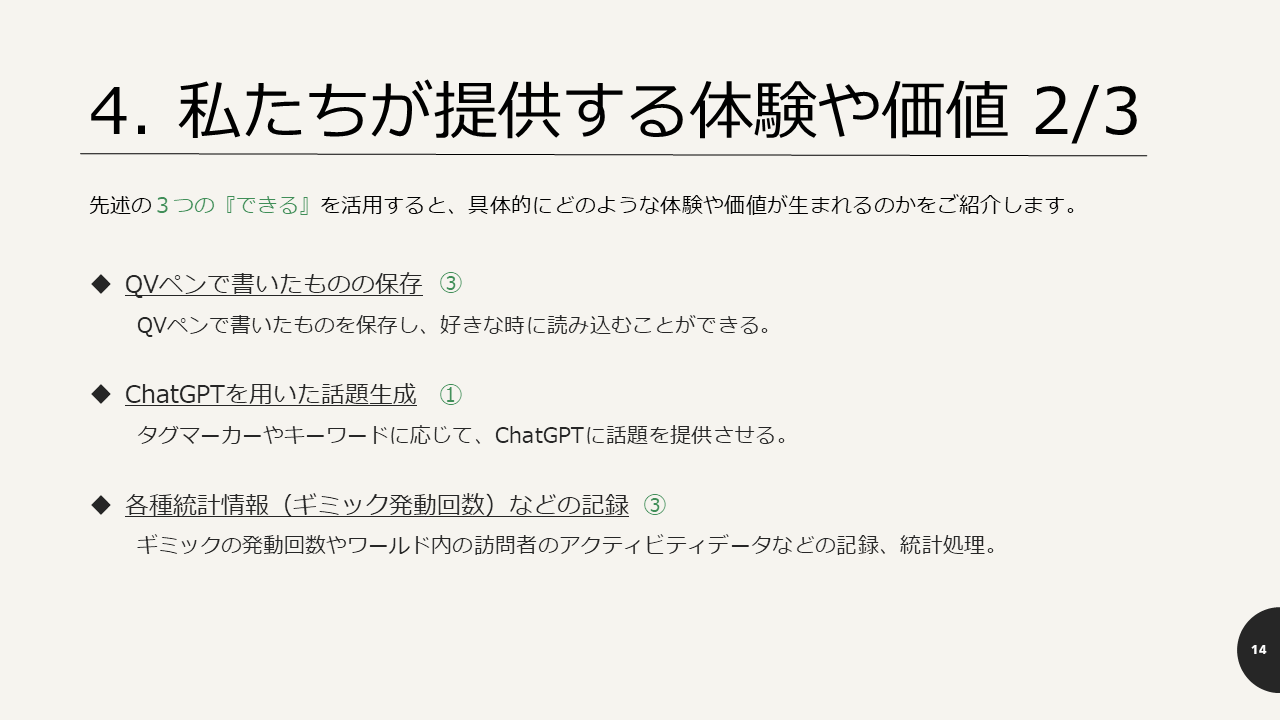 4. 私たちが提供する体験や価値 2/3
先述の３つの『できる』を活用すると、具体的にどのような体験や価値が生まれるのかをご紹介します。
◆ QVペンで書いたものの保存 ③
QVペンで書いたものを保存し、好きな時に読み込むことができる。
◆ ChatGPTを用いた話題生成 ①
タグマーカーやキーワードに応じて、ChatGPTに話題を提供させる。
◆ 各種統計情報（ギミック発動回数）などの記録 ③
ギミックの発動回数やワールド内の訪問者のアクティビティデータなどの記録、統計処理。
14